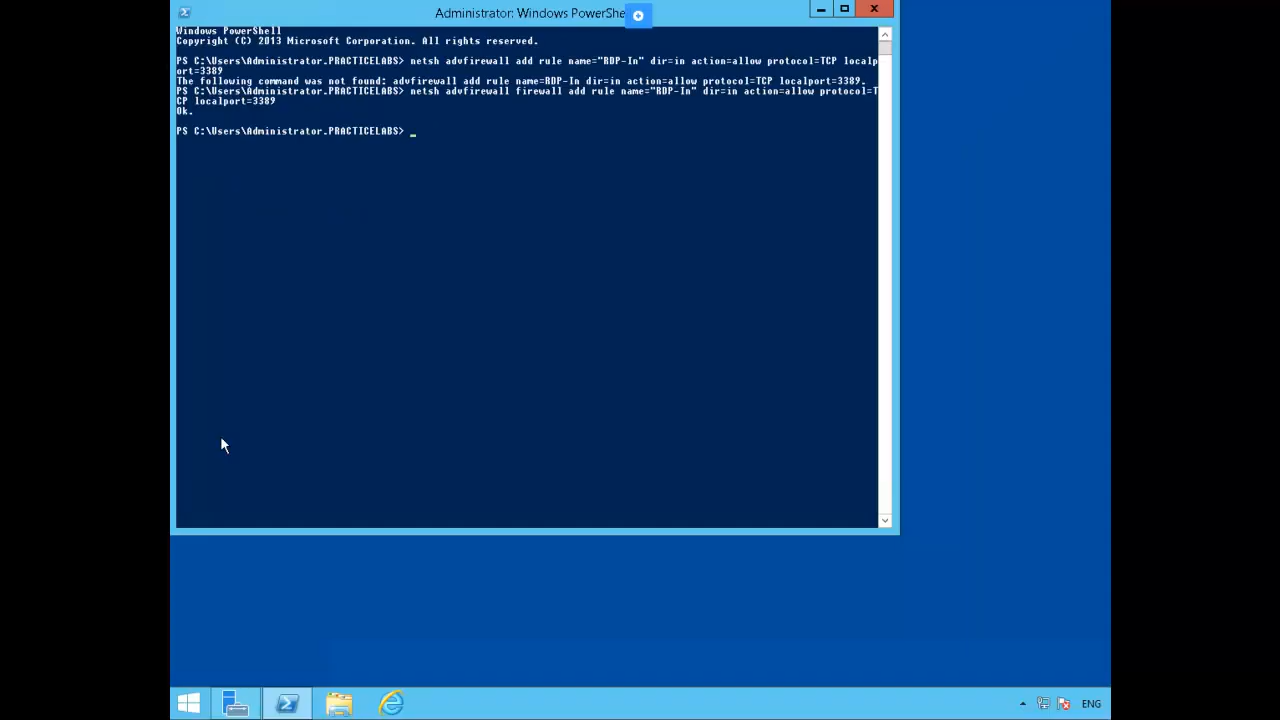 Administrator: Windows PowerShe
Windows PowerShell
Copyright (C) 2013 Microsoft Corporation. All rights reserved.
PS C:\Users\Administrator.PRACTICELABS> netsh advfirewall add rule name="RDP-In" dir=in action=allow protocol=TCP localp
ort=3389
The following command was not found: advfirewall add rule name=RDP-In dir=in action=allow protocol=TCP localport=3389.
PS C:\Users\Administrator.PRACTICELABS> netsh advfirewall firewall add rule name="RDP-In" dir=in action=allow protocol=T
CP localport=3389
Ok.
PS C:\Users\Administrator.PRACTICELABS> _
ENG